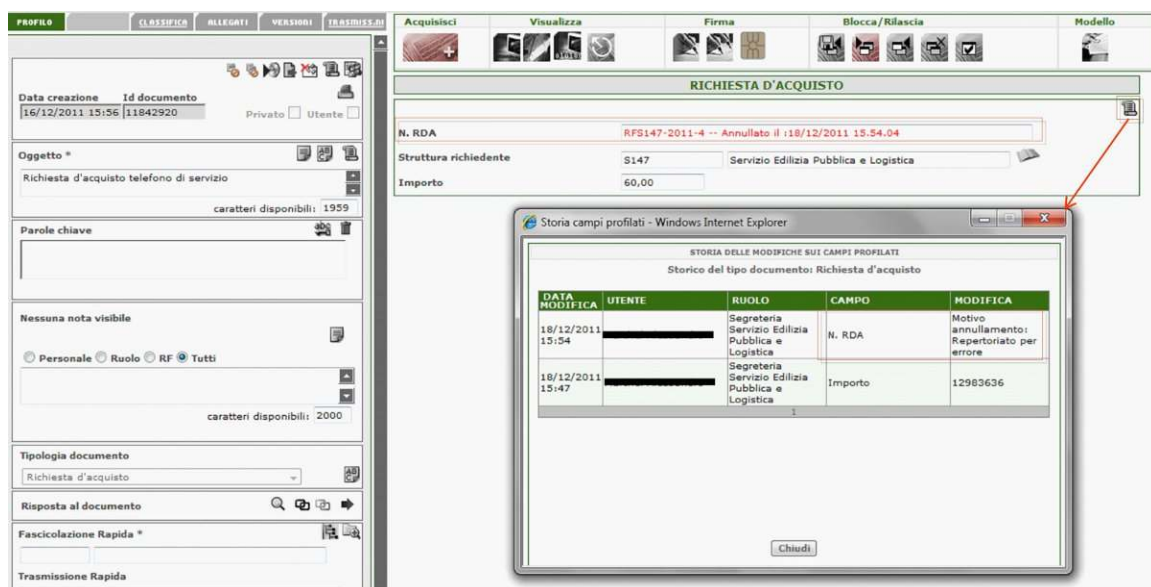 PROFILO
CLASSIFICA
ALLEGATI
VERSIONI
TRASMISS.NI
Data creazione Id documento
16/12/2011 15:56 11842920 Privato Utente
Oggetto *
Richiesta d'acquisto telefono di servizio
caratteri disponibili: 1959
Parole chiave
Nessuna nota visibile
Personale Ruolo RF Tutti
caratteri disponibili: 2000
Tipologia documento
Richiesta d'acquisto
Risposta al documento
Fascicolazione Rapida *
Trasmissione Rapida
Acquisisci Visualizza Firma Blocca/Rilascia Modello
RICHIESTA D'ACQUISTO
N. RDA RFS147-2011-4 -- Annullato il :18/12/2011 15.54.04
Struttura richiedente S147 Servizio Edilizia Pubblica e Logistica
Importo 60,00
Storia campi profilati - Windows Internet Explorer
STORIA DELLE MODIFICHE SUI CAMPI PROFILATI
Storico del tipo documento: Richiesta d'acquisto
DATA MODIFICA UTENTE RUOLO CAMPO MODIFICA
18/12/2011 15:54
Segreteria
Servizio Edilizia
Pubblica e
Logistica
N. RDA
Motivo
annullamento:
Repertoriato per
errore
18/12/2011 15:47
Segreteria
Servizio Edilizia
Pubblica e
Logistica
Importo
12983636
1
Chiudi